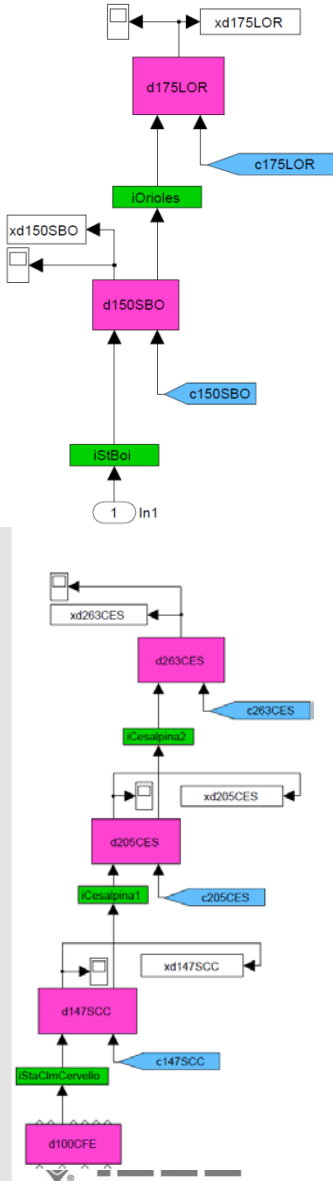 xd175LOR
d175LOR
c175LOR
iOrioles
xd150SBO
d150SBO
c150SBO
iStBoi
1 In1
xd263CES
d263CES
c263CES
iCesalpina2
xd205CES
d205CES
iCesalpina1
c205CES
xd147SCC
d147SCC
c147SCC
iStaClmCervello
d100CFE